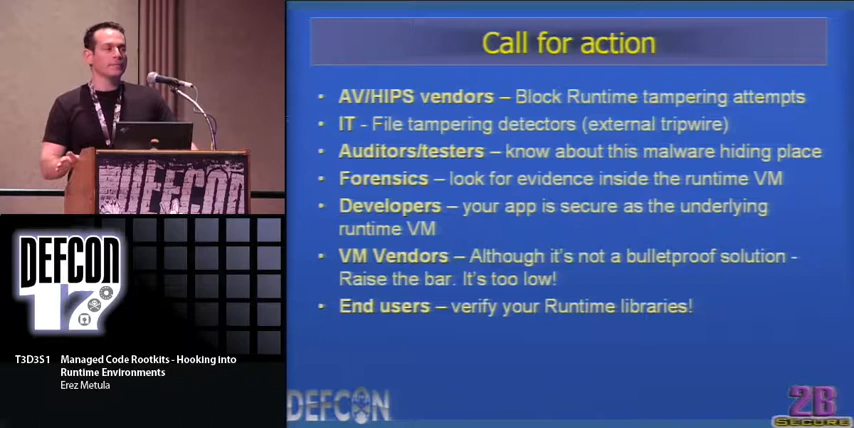 DEFCON
DEFCON
17
T3D3S1 Managed Code Rootkits - Hooking into
Runtime Environments
Erez Metula
Call for action
• AV/HIPS vendors – Block Runtime tampering attempts
• IT - File tampering detectors (external tripwire)
• Auditors/testers – know about this malware hiding place
• Forensics – look for evidence inside the runtime VM
• Developers – your app is secure as the underlying
runtime VM
• VM Vendors – Although it's not a bulletproof solution -
Raise the bar. It's too low!
• End users – verify your Runtime libraries!
DEFCON
2B
SECURE